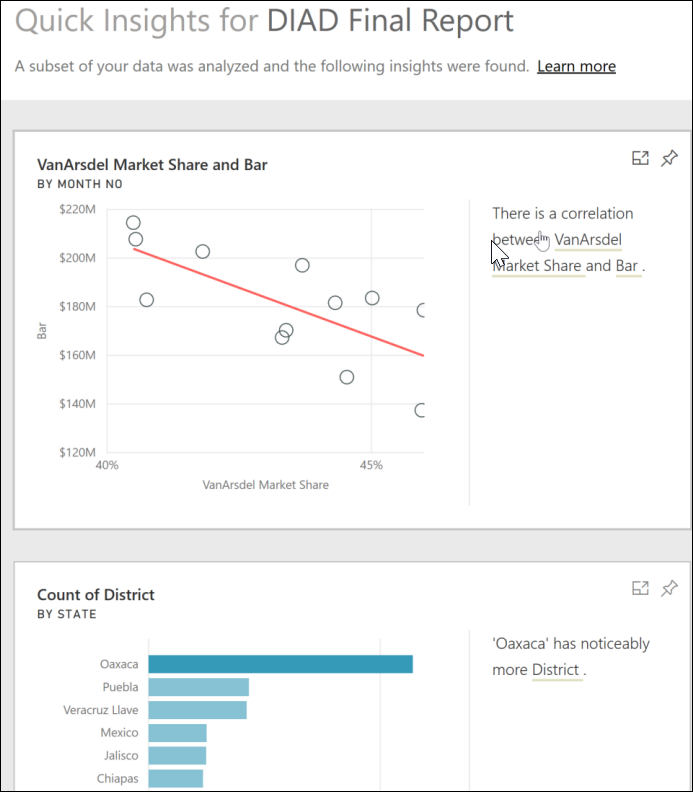 Quick Insights for DIAD Final Report
A subset of your data was analyzed and the following insights were found. Learn more
VanArsdel Market Share and Bar
BY MONTH NO
$220M
$200M
$180M
$160M
$140M
$120M
Bar
40%
45%
VanArsdel Market Share
There is a correlation
between VanArsdel
Market Share and Bar .
Count of District
BY STATE
Oaxaca
Puebla
Veracruz Llave
Mexico
Jalisco
Chiapas
'Oaxaca' has noticeably
more District .